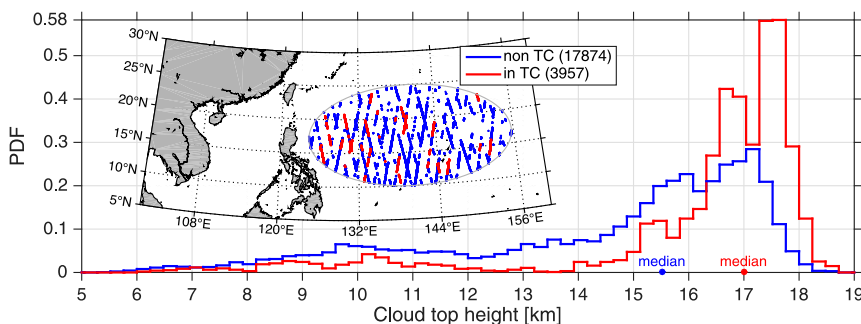 0.58
0.5
0.4
0.3
0.2
0.1
0
PDF
30°N
25°N
20°N
15°N
10°N
5°N
108°E
120°E
132°E
144°E
156°E
non TC (17874)
in TC (3957)
median
median
5 6 7 8 9 10 11 12 13 14 15 16 17 18 19
Cloud top height [km]